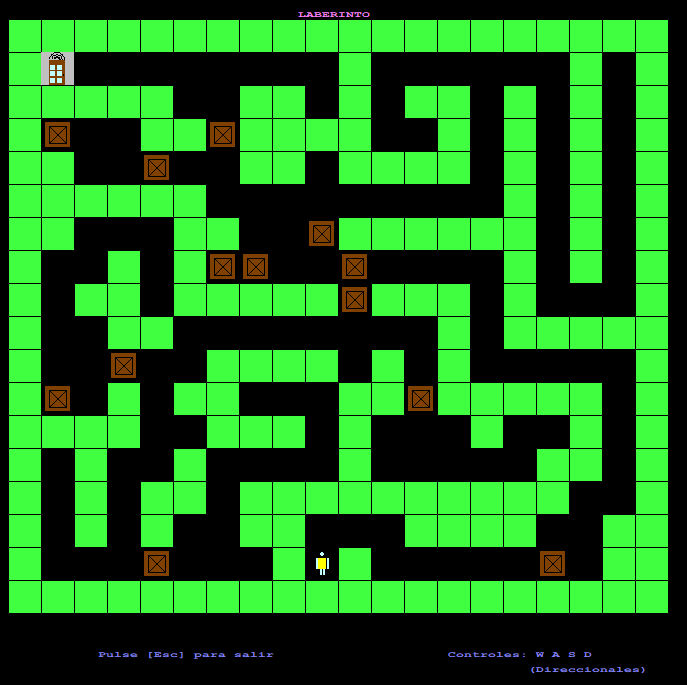 LABERINTO
Pulse [Esc] para salir
Controles: W A S D
(Direccionales)